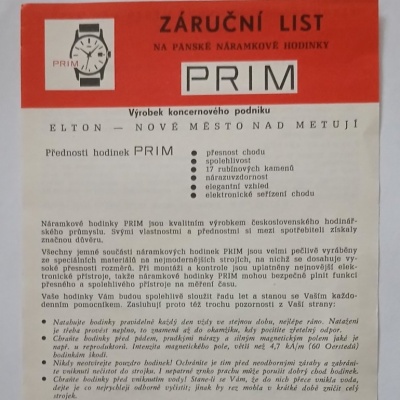 ZÁRUČNÍ LIST
NA PÁNSKÉ NÁRAMKOVÉ HODINKY
PRIM
PRIM
Výrobek koncernového podniku
ELTON — NOVÉ MĚSTO NAD METUJÍ
Přednosti hodinek PRIM
● přesnost chodu
● spolehlivost
● 17 rubínových kamenů
● nárazuvzdornost
● elegantní vzhled
● elektronické seřízení chodu
Náramkové hodinky PRIM jsou kvalitním výrobkem československého hodinář-
ského průmyslu. Svými vlastnostmi a přednostmi si mezi spotřebiteli získaly
značnou důvěru.
Všechny jemné součásti náramkových hodinek PRIM jsou velmi pečlivě vyráběny
ze speciálních materiálů na nejmodernějších strojích, na nichž se dosahuje vy-
soké přesnosti rozměrů. Při montáži a kontrole jsou uplatněny nejnovější elek-
tronické přístroje, takže náramkové hodinky PRIM mohou bezpečně plnit funkci
přesného a spolehlivého přístroje na měření času.
Vaše hodinky Vám budou spolehlivě sloužit řadu let a stanou se Vaším každo-
denním pomocníkem. Zasluhují proto též trochu pozornosti z Vaší strany:
● Natahujte hodinky pravidelně každý den vždy ve stejnou dobu, nejlépe ráno. Natažení
je třeba provést naplno, to znamená až do okamžiku, kdy pocítíte zřetelný odpor.
● Chraňte hodinky před pádem, prudkými nárazy a silným magnetickým polem jaké je
např. u reproduktorů. Intenzita magnetického pole, větší než 4,7 kA/m (60 Oerstedů)
hodinkám škodí.
● Nikdy neotvírejte pouzdro hodinek! Ochráníte je tím před neodbornými zásahy a zabrání-
te vniknutí nečistot do strojku. I nepatrné zrnko prachu může porušit dobrý chod hodinek.
● Chraňte hodinky před vniknutím vody! Stane-li se Vám, že do nich přece vnikla voda,
dejte je co nejrychleji odborně vyčistit; jinak by rez mohla v krátké době zničit celý
strojek.